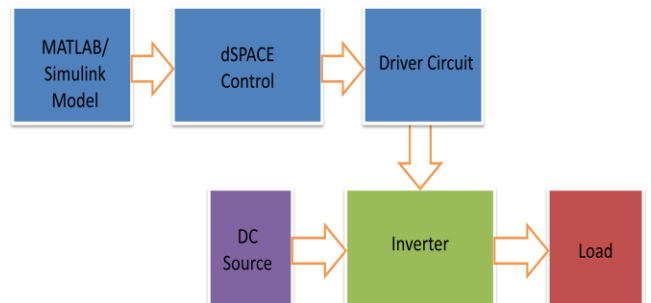 MATLAB/
Simulink
Model
dSPACE
Control
Driver Circuit
DC
Source
Inverter
Load